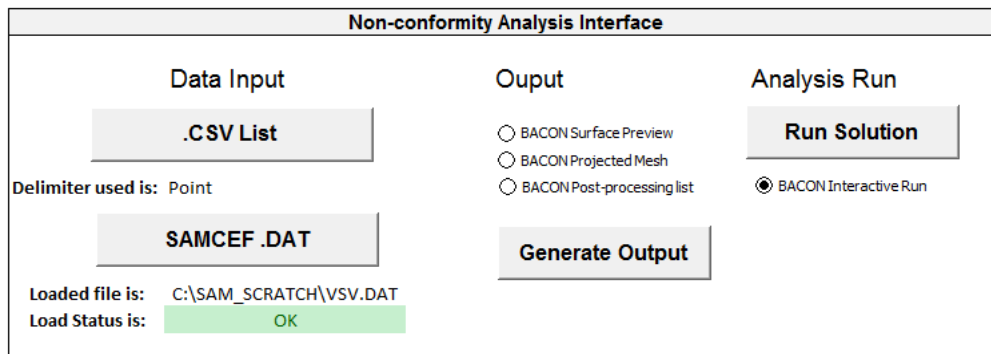 Non-conformity Analysis Interface
Data Input
.CSV List
Delimiter used is: Point
SAMCEF .DAT
Loaded file is: C:\SAM_SCRATCH\VSV.DAT
Load Status is: OK
Ouput
BACON Surface Preview
BACON Projected Mesh
BACON Post-processing list
Generate Output
Analysis Run
Run Solution
BACON Interactive Run